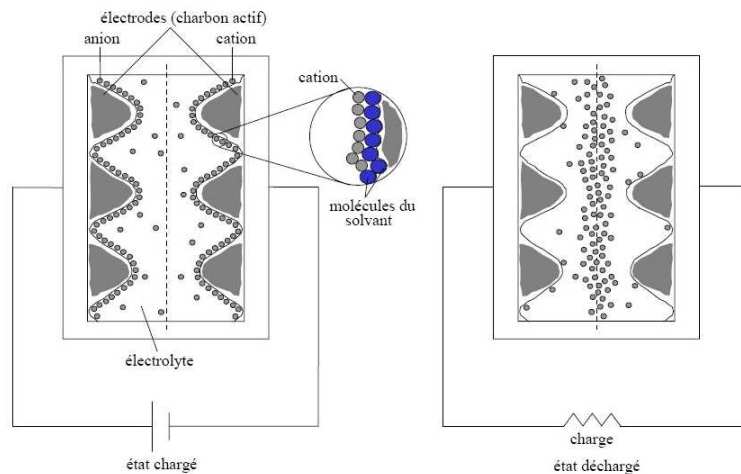 électrodes (charbon actif)
anion
cation
cation
molécules du
solvant
électrolyte
charge
état chargé
état déchargé